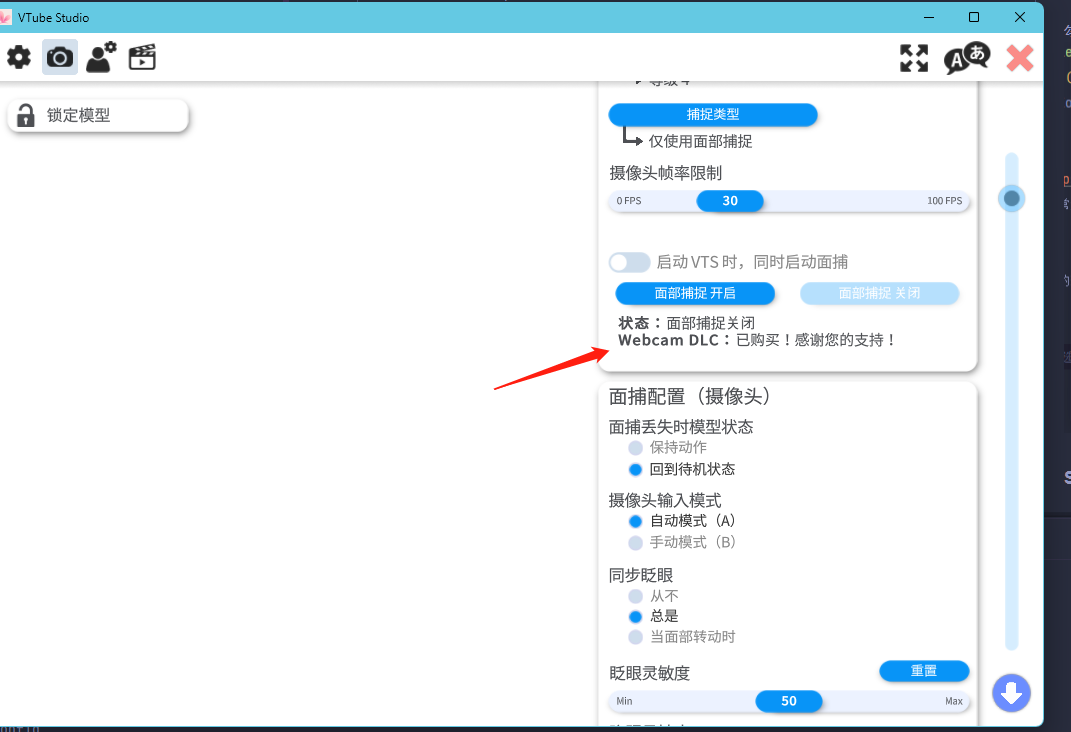 VTube Studio
锁定模型
捕捉类型
仅使用面部捕捉
摄像头帧率限制
0 FPS
30
100 FPS
启动 VTS 时，同时启动面捕
面部捕捉 开启
面部捕捉 关闭
状态：面部捕捉关闭
Webcam DLC：已购买！感谢您的支持！
面捕配置（摄像头）
面捕丢失时模型状态
保持动作
回到待机状态
摄像头输入模式
自动模式（A）
手动模式（B）
同步眨眼
从不
总是
当面部转动时
眨眼灵敏度
重置
Min
50
Max